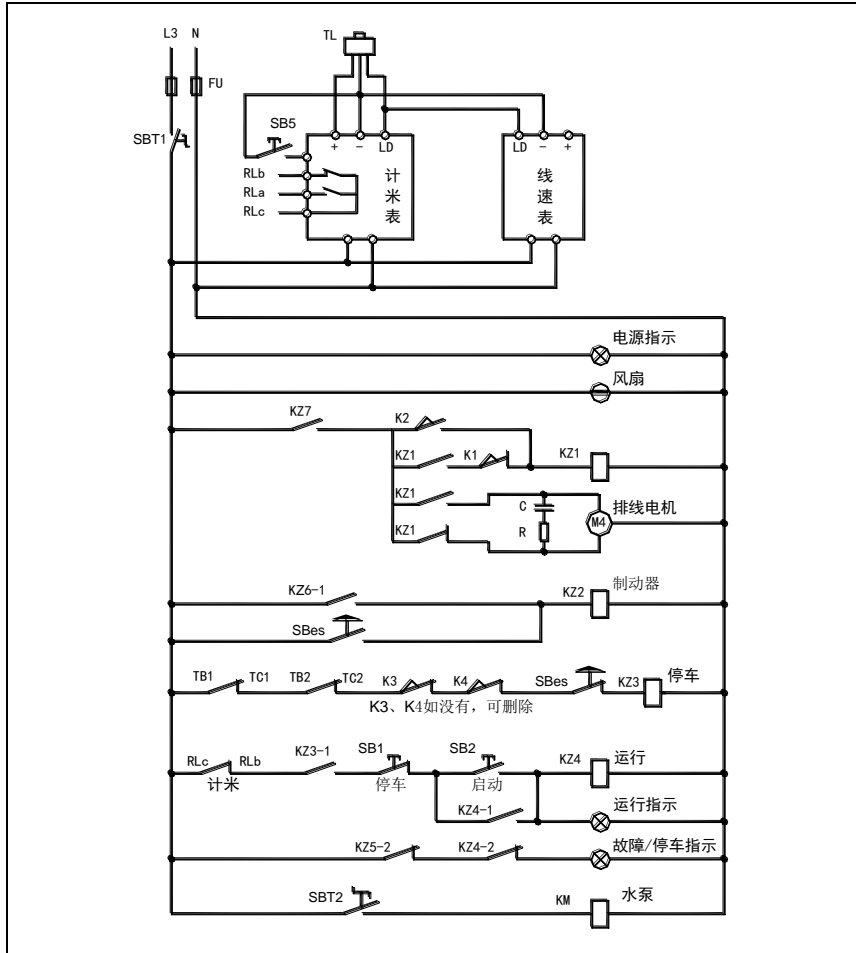 L3 N TL
FU
SBT1 SB5
+ - LD LD - +
RLb
RLa
RLc
计米表
线速表
电源指示
风扇
KZ7 K2
KZ1 K1 KZ1
KZ1 C 排线电机
M4
KZ1 R
KZ6-1 KZ2 制动器
SBes
TB1 TC1 TB2 TC2 K3 K4 SBes KZ3 停车
K3、K4如没有，可删除
RLc RLb KZ3-1 SB1 SB2 KZ4 运行
计米 停车 启动
KZ4-1 运行指示
KZ5-2 KZ4-2 故障/停车指示
SBT2 KM 水泵